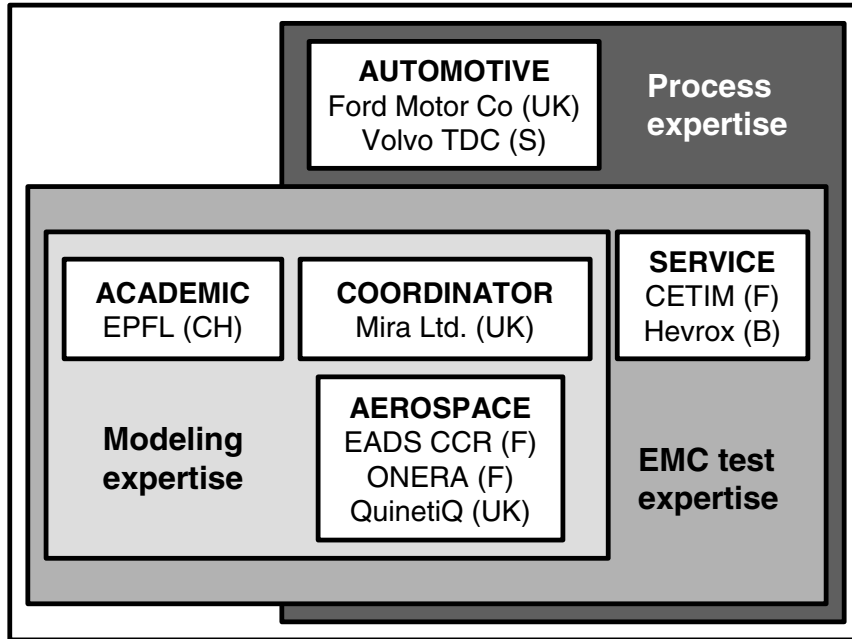 AUTOMOTIVE
Ford Motor Co (UK)
Volvo TDC (S)
Process
expertise
ACADEMIC
EPFL (CH)
COORDINATOR
Mira Ltd. (UK)
SERVICE
CETIM (F)
Hevrox (B)
Modeling
expertise
AEROSPACE
EADS CCR (F)
ONERA (F)
QuinetiQ (UK)
EMC test
expertise